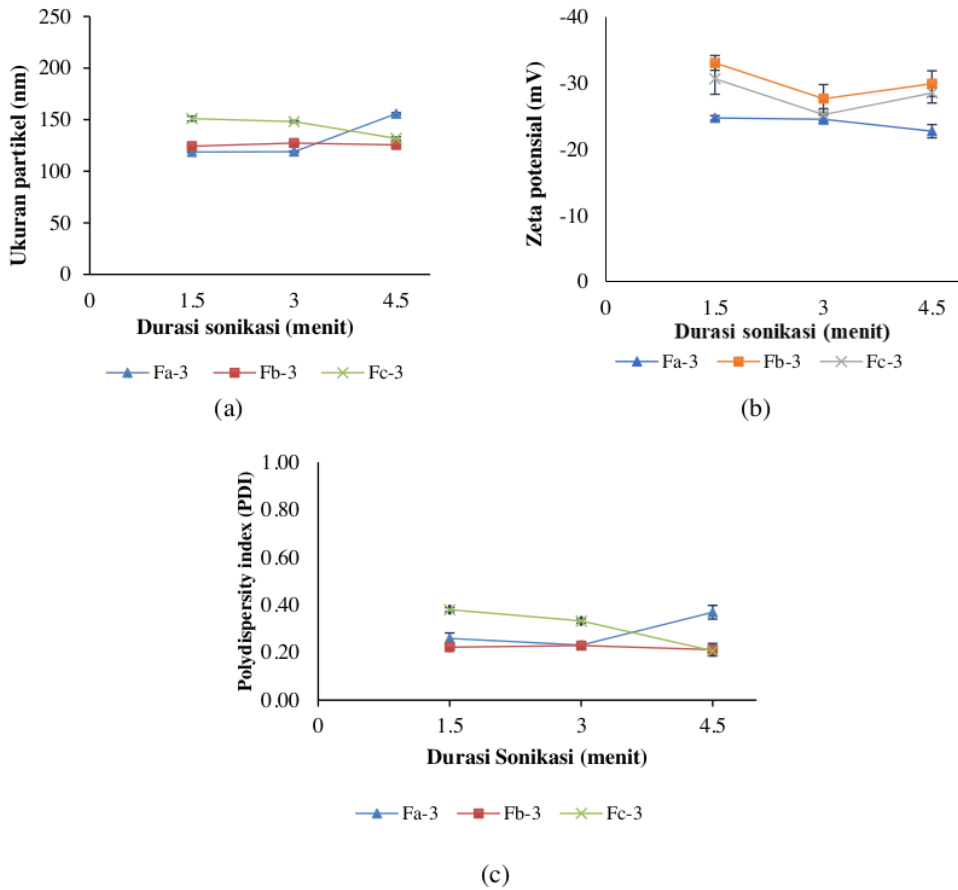 Ukuran partikel (nm)
250
200
150
100
50
0
0 1.5 3 4.5
Durasi sonikasi (menit)
Fa-3 Fb-3 Fc-3
(a)
Zeta potensial (mV)
-40
-30
-20
-10
0
0 1.5 3 4.5
Durasi sonikasi (menit)
Fa-3 Fb-3 Fc-3
(b)
Polydispersity index (PDI)
1.00
0.80
0.60
0.40
0.20
0.00
0 1.5 3 4.5
Durasi Sonikasi (menit)
Fa-3 Fb-3 Fc-3
(c)